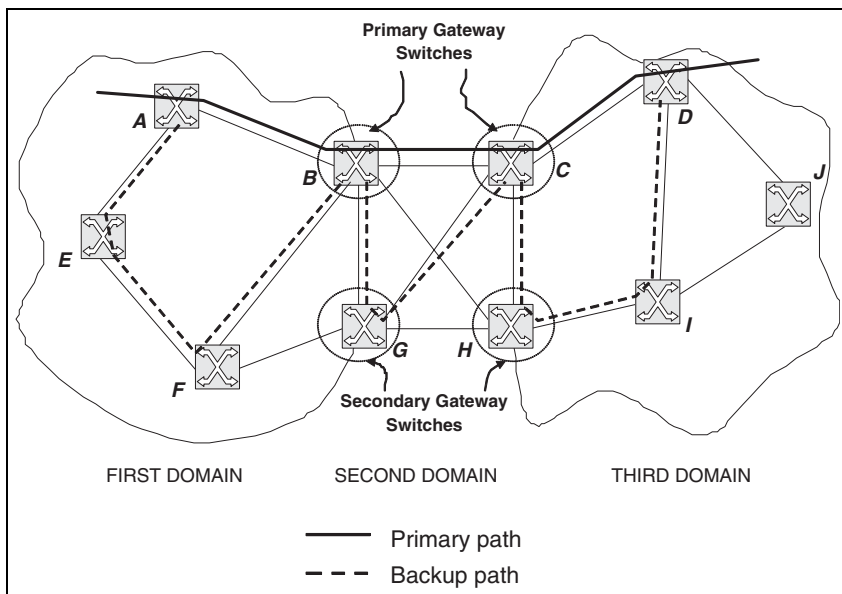 Primary Gateway
Switches
A
B
C
D
J
E
F
G
H
I
Secondary Gateway
Switches
FIRST DOMAIN
SECOND DOMAIN
THIRD DOMAIN
Primary path
Backup path